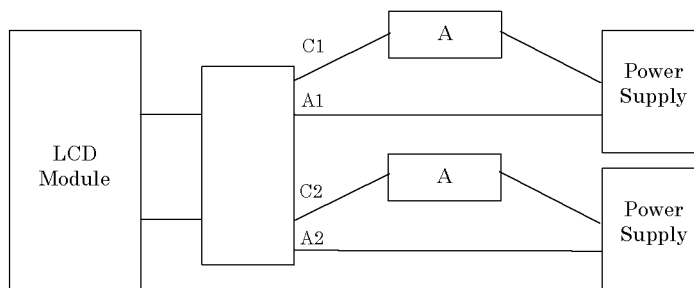 C1
A
Power
Supply
A1
LCD
Module
C2
A
Power
Supply
A2